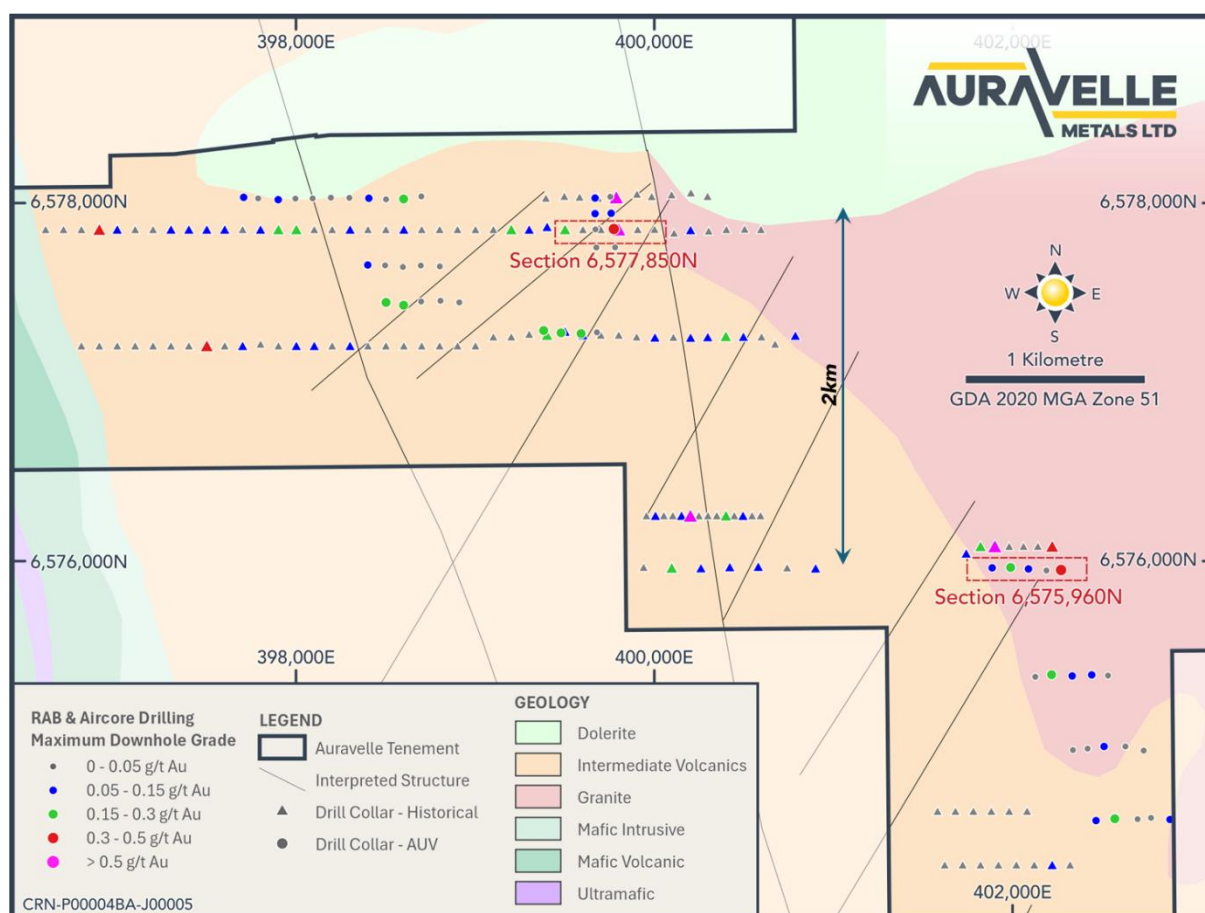 398,000E
400,000E
402,000E
AURAVELLE
METALS LTD
6,578,000N
6,578,000N
Section 6,577,850N
N
W
E
S
1 Kilometre
GDA 2020 MGA Zone 51
2km
6,576,000N
6,576,000N
Section 6,575,960N
398,000E
400,000E
RAB & Aircore Drilling
Maximum Downhole Grade
0 - 0.05 g/t Au
0.05 - 0.15 g/t Au
0.15 - 0.3 g/t Au
0.3 - 0.5 g/t Au
> 0.5 g/t Au
LEGEND
Auravelle Tenement
Interpreted Structure
Drill Collar - Historical
Drill Collar - AUV
GEOLOGY
Dolerite
Intermediate Volcanics
Granite
Mafic Intrusive
Mafic Volcanic
Ultramafic
402,000E
CRN-P00004BA-J00005